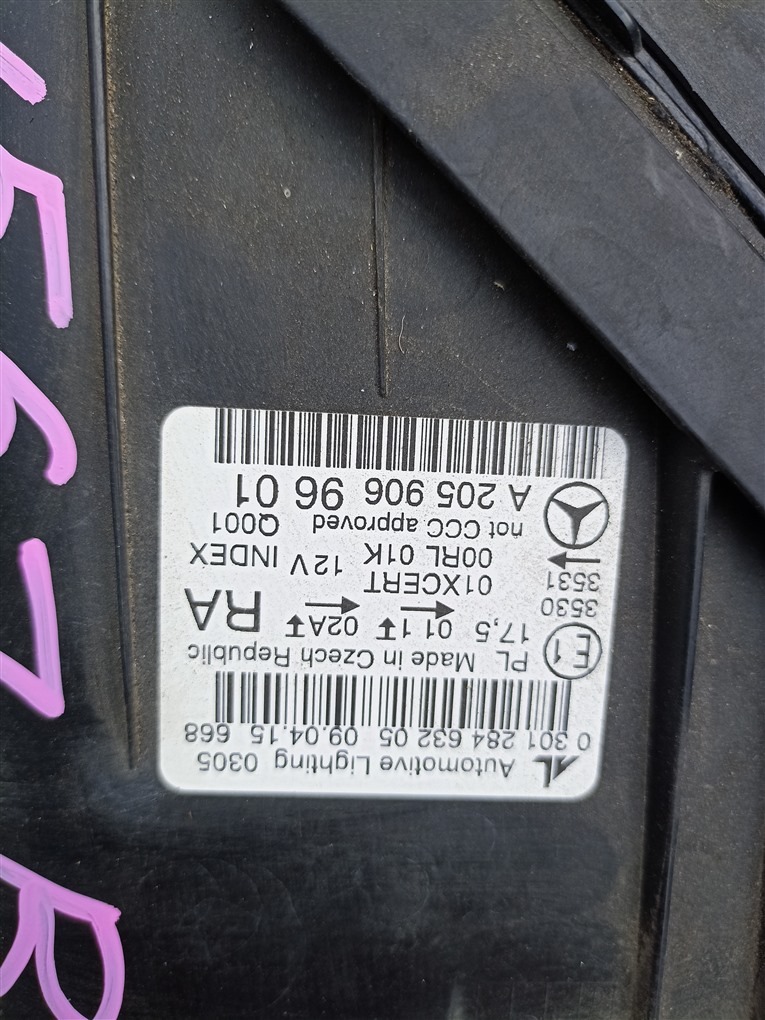 Automotive Lighting 0305
0 301 284 632 05 09.04.15 668
PL Made in Czech Republic
E1 17,5 01 1 02A RA
3530
3531 01XCERT 12V INDEX
00RL 01K Q001
not CCC approved
A 205 906 96 01
567R